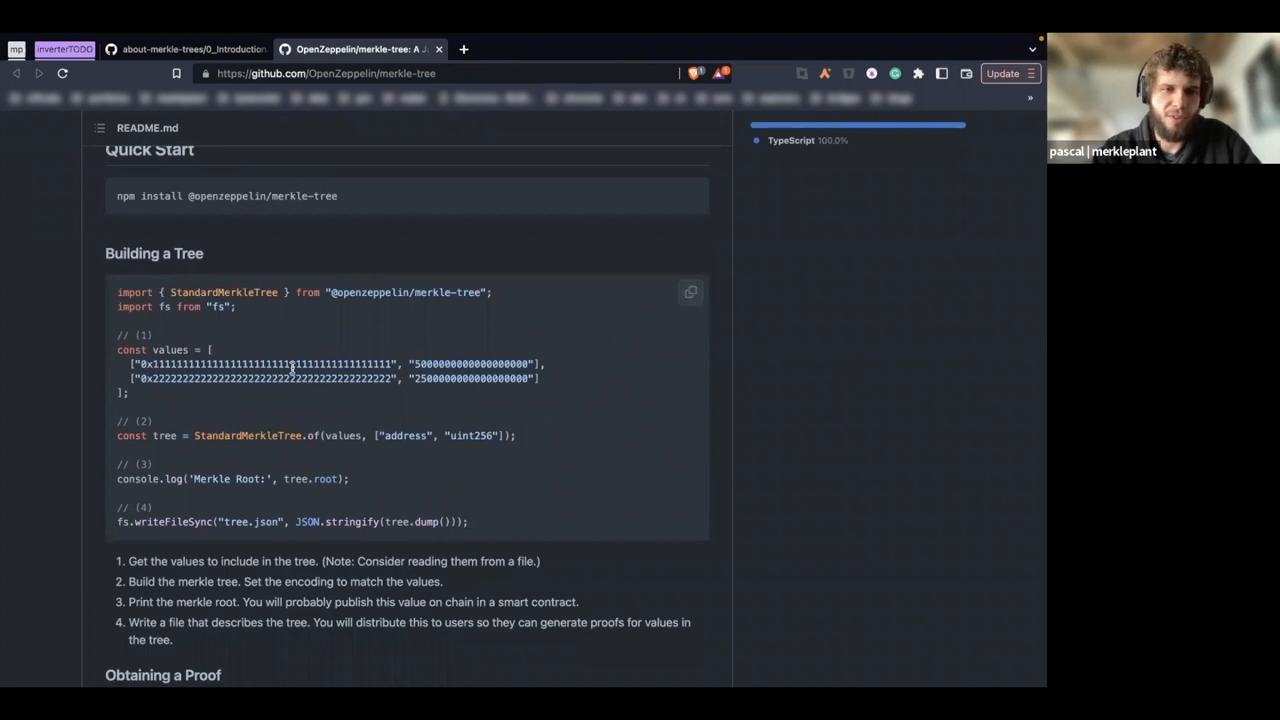 mp
inverterTODO
about-merkle-trees/0_Introduction
OpenZeppelin/merkle-tree: A J
https://github.com/OpenZeppelin/merkle-tree
1
1
Update
README.md
TypeScript 100.0%
Quick Start
npm install @openzeppelin/merkle-tree
Building a Tree
import { StandardMerkleTree } from "@openzeppelin/merkle-tree";
import fs from "fs";
// (1)
const values = [
["0x1111111111111111111111111111111111111111", "5000000000000000000"],
["0x2222222222222222222222222222222222222222", "2500000000000000000"]
];
// (2)
const tree = StandardMerkleTree.of(values, ["address", "uint256"]);
// (3)
console.log('Merkle Root:', tree.root);
// (4)
fs.writeFileSync("tree.json", JSON.stringify(tree.dump()));
1. Get the values to include in the tree. (Note: Consider reading them from a file.)
2. Build the merkle tree. Set the encoding to match the values.
3. Print the merkle root. You will probably publish this value on chain in a smart contract.
4. Write a file that describes the tree. You will distribute this to users so they can generate proofs for values in
the tree.
Obtaining a Proof
pascal | merkleplant